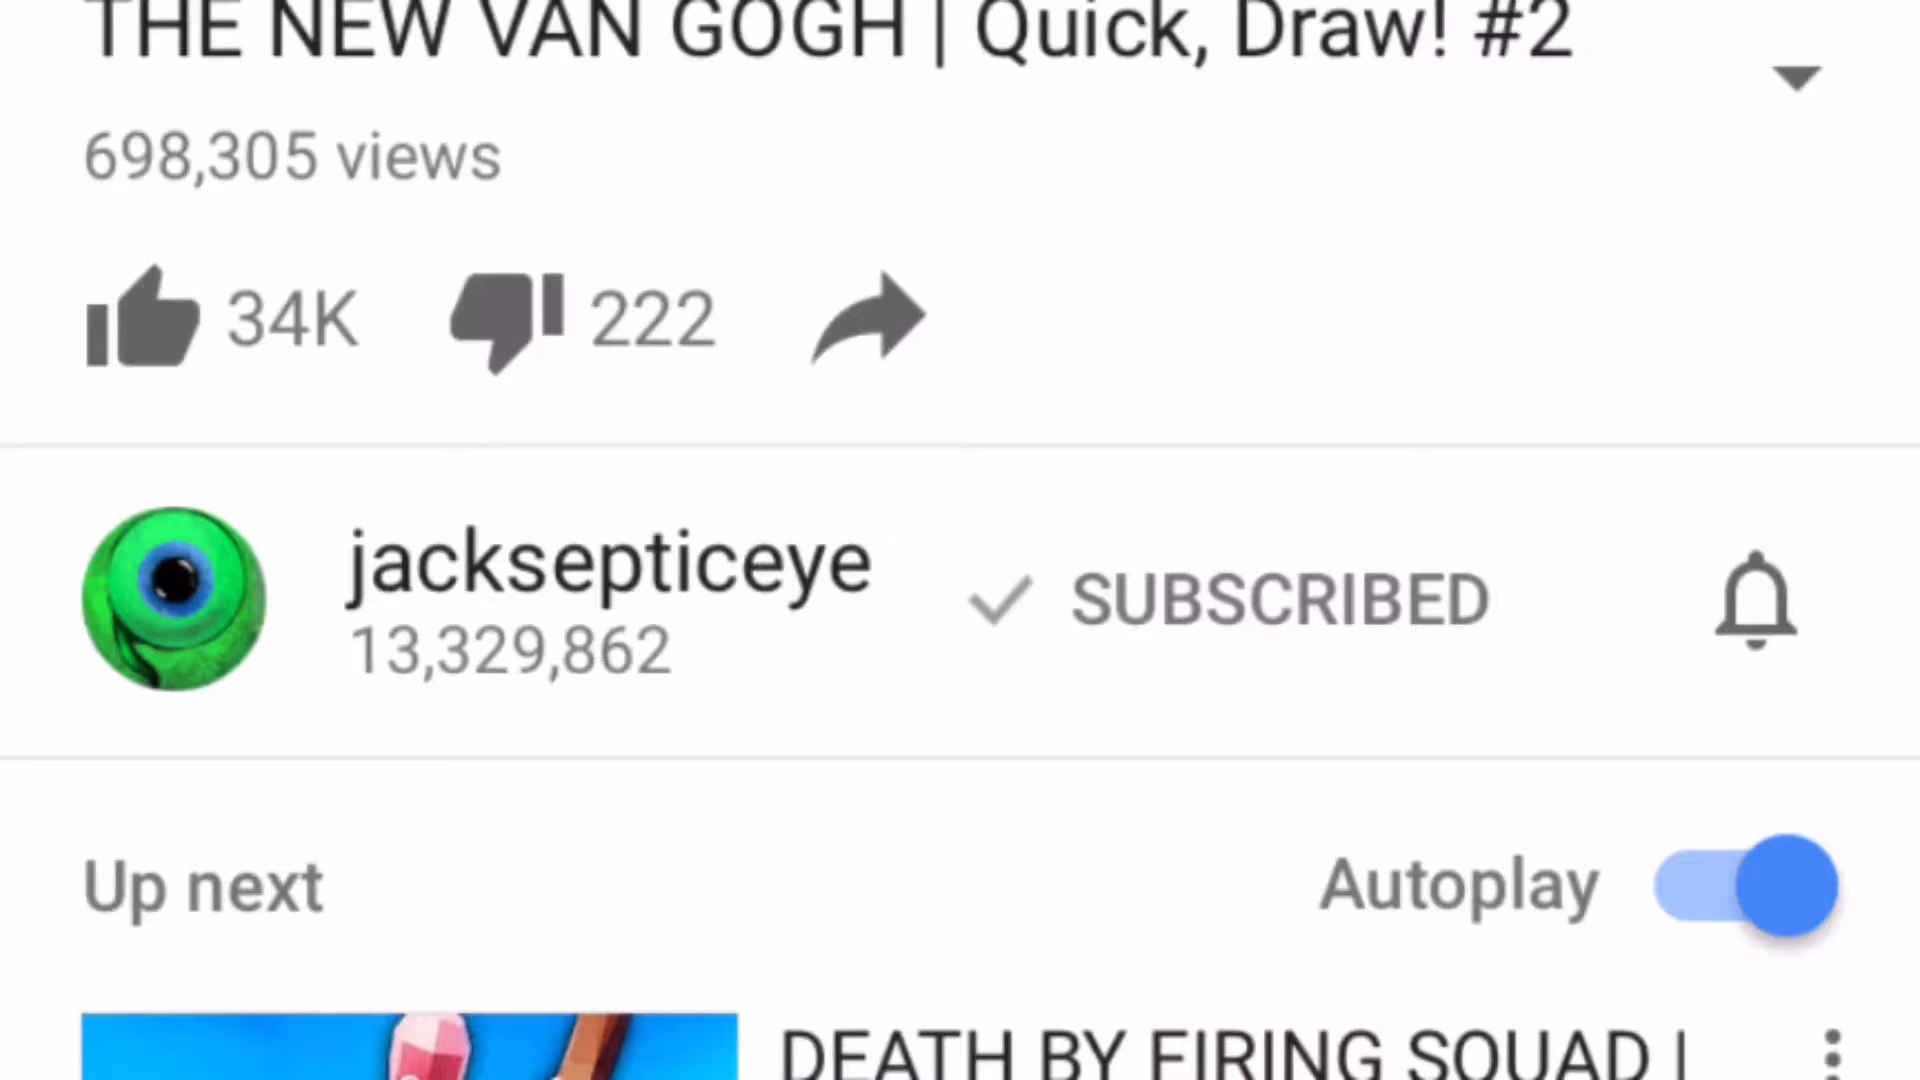 THE NEW VAN GOGH | Quick, Draw! #2
698,305 views
34K 222
jacksepticeye
13,329,862
SUBSCRIBED
Up next
Autoplay
DEATH BY FIRING SQUAD |